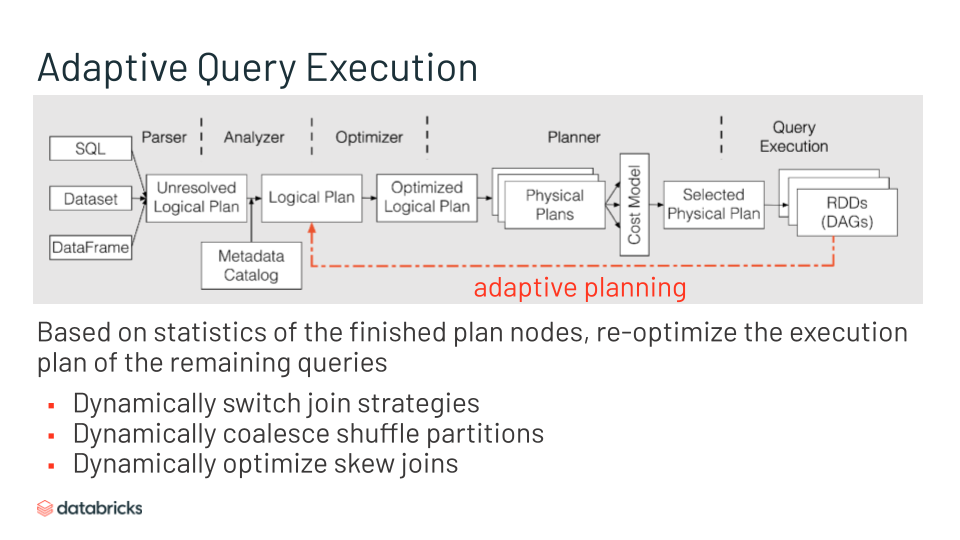 Adaptive Query Execution
Parser
Analyzer
Optimizer
Planner
Query
Execution
SQL
Dataset
DataFrame
Unresolved
Logical Plan
Metadata
Catalog
Logical Plan
Optimized
Logical Plan
Physical
Plans
Cost Model
Selected
Physical Plan
RDDs
(DAGs)
adaptive planning
Based on statistics of the finished plan nodes, re-optimize the execution
plan of the remaining queries
▪ Dynamically switch join strategies
▪ Dynamically coalesce shuffle partitions
▪ Dynamically optimize skew joins
databricks